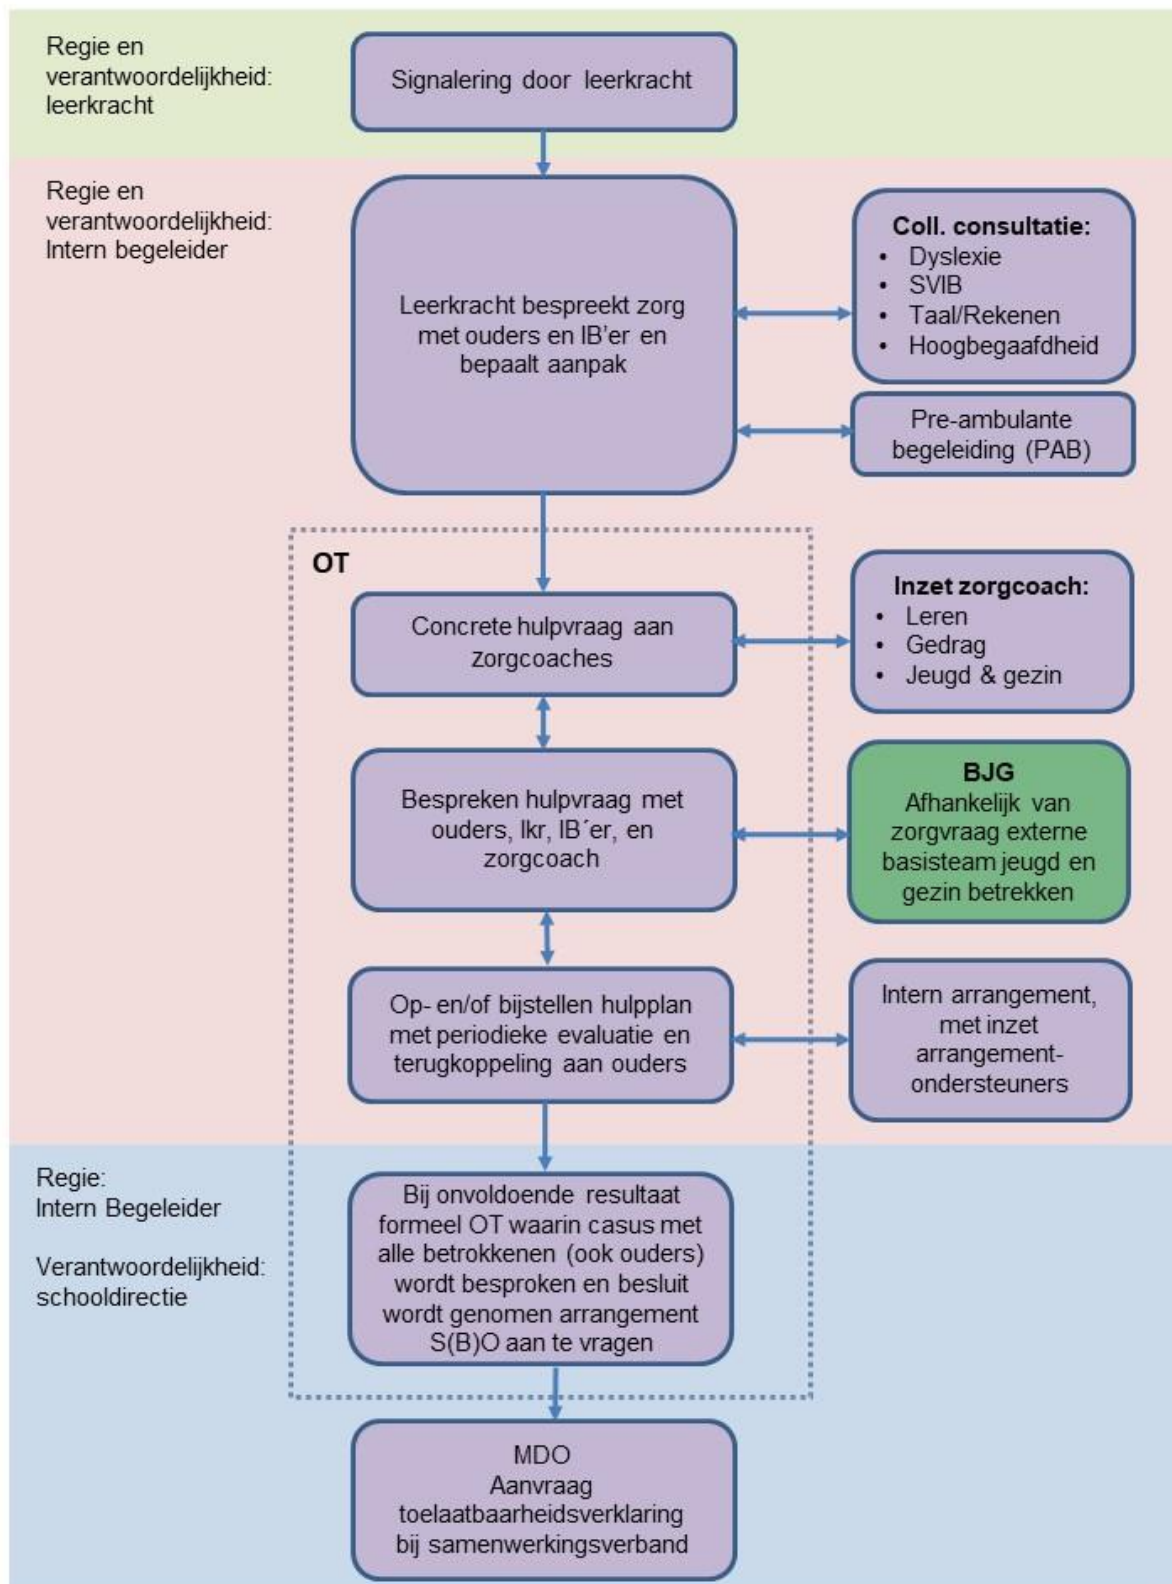 Regie en
verantwoordelijkheid:
leerkracht
Signalering door leerkracht
Regie en
verantwoordelijkheid:
Intern begeleider
Leerkracht bespreekt zorg
met ouders en IB'er en
bepaalt aanpak
Coll. consultatie:
• Dyslexie
• SVIB
• Taal/Rekenen
• Hoogbegaafdheid
Pre-ambulante
begeleiding (PAB)
OT
Concrete hulpvraag aan
zorgcoaches
Inzet zorgcoach:
• Leren
• Gedrag
• Jeugd & gezin
Bespreken hulpvraag met
ouders, lkr, IB´er, en
zorgcoach
BJG
Afhankelijk van
zorgvraag externe
basisteam jeugd en
gezin betrekken
Op- en/of bijstellen hulpplan
met periodieke evaluatie en
terugkoppeling aan ouders
Intern arrangement,
met inzet
arrangement-
ondersteuners
Regie:
Intern Begeleider
Verantwoordelijkheid:
schooldirectie
Bij onvoldoende resultaat
formeel OT waarin casus met
alle betrokkenen (ook ouders)
wordt besproken en besluit
wordt genomen arrangement
S(B)O aan te vragen
MDO
Aanvraag
toelaatbaarheidsverklaring
bij samenwerkingsverband